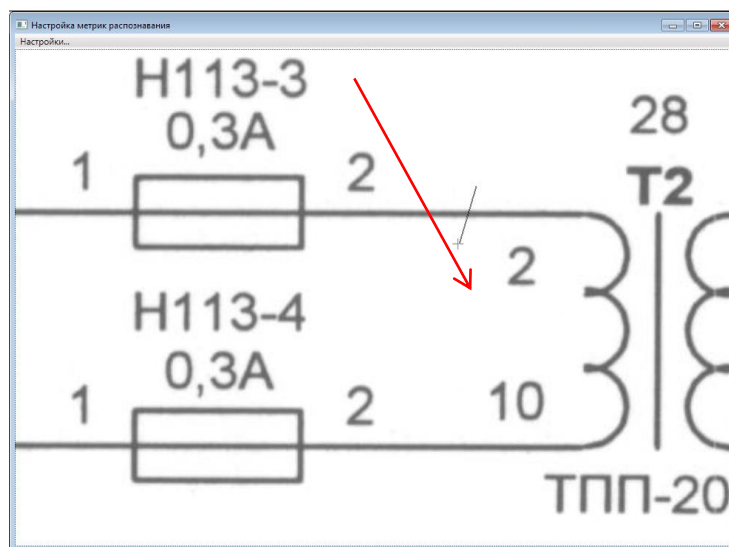 Настройка метрик распознавания
Настройки...
Н113-3
0,3А
28
1
2
Т2
2
Н113-4
0,3А
1
2
10
ТПП-20